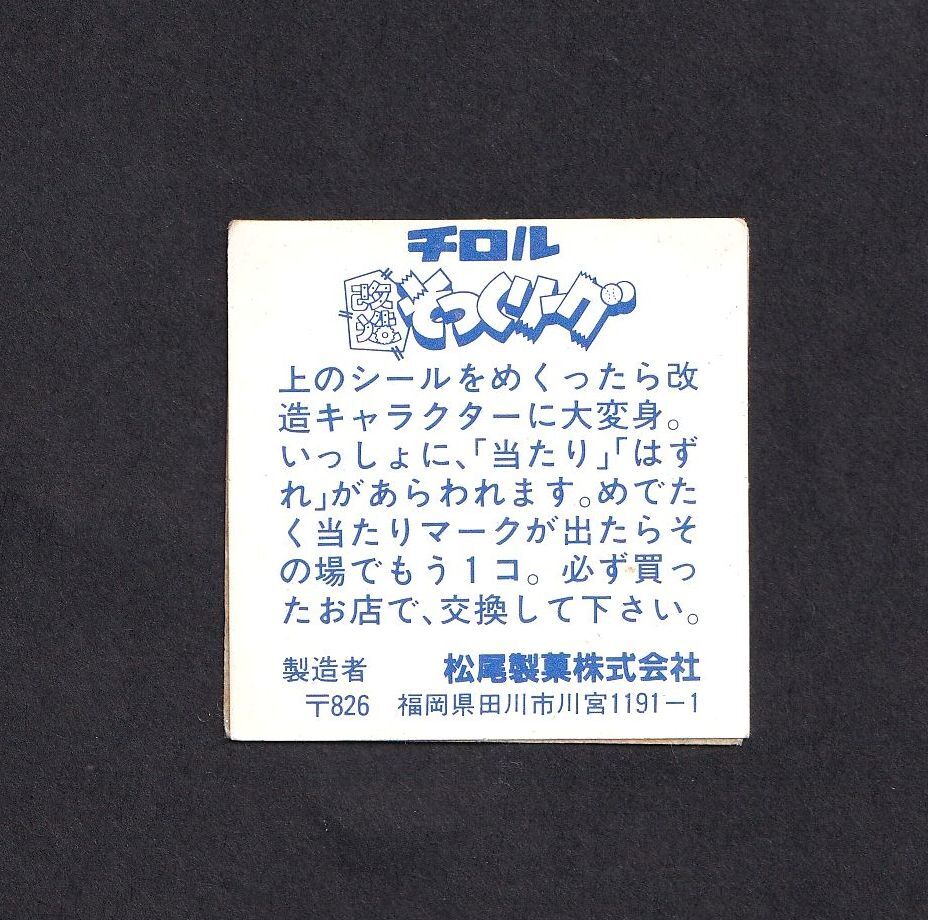 チロル
改造そっくリーグ
上のシールをめくったら改
造キャラクターに大変身。
いっしょに、「当たり」「はず
れ」があらわれます。めでた
く当たりマークが出たらそ
の場でもう1コ。必ず買っ
たお店で、交換して下さい。
製造者 松尾製菓株式会社
〒826 福岡県田川市川宮1191-1